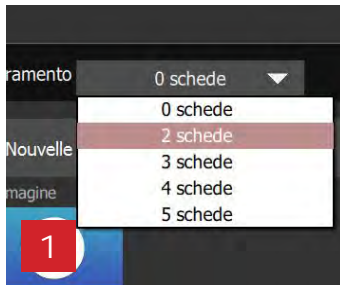 ramento 0 schede
0 schede
2 schede
Nouvelle
3 schede
magine
4 schede
5 schede
1